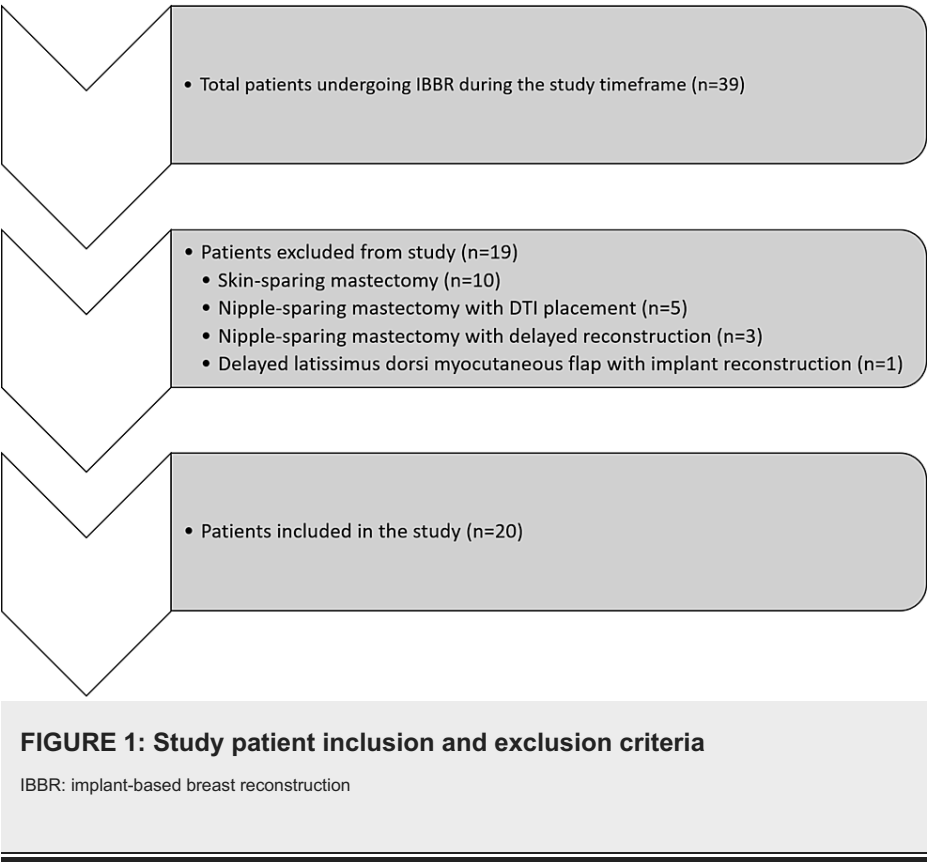 • Total patients undergoing IBBR during the study timeframe (n=39)
• Patients excluded from study (n=19)
• Skin-sparing mastectomy (n=10)
• Nipple-sparing mastectomy with DTI placement (n=5)
• Nipple-sparing mastectomy with delayed reconstruction (n=3)
• Delayed latissimus dorsi myocutaneous flap with implant reconstruction (n=1)
• Patients included in the study (n=20)
FIGURE 1: Study patient inclusion and exclusion criteria
IBBR: implant-based breast reconstruction